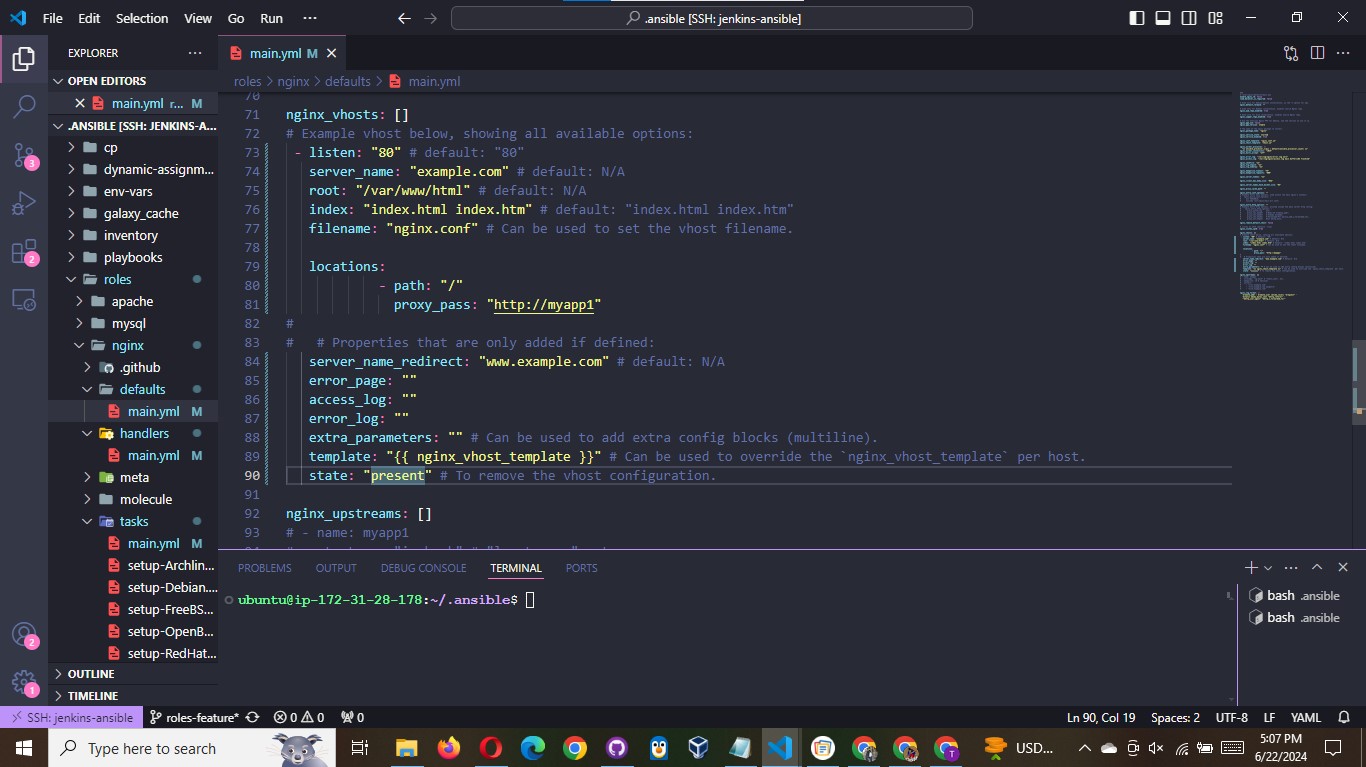 File Edit Selection View Go Run ··· .ansible [SSH: jenkins-ansible]
EXPLORER ···
OPEN EDITORS
main.yml r... M
.ANSIBLE [SSH: JENKINS-A...
cp
dynamic-assignm...
env-vars
galaxy_cache
inventory
playbooks
roles
apache
mysql
nginx
.github
defaults
main.yml M
handlers
main.yml M
meta
molecule
tasks
main.yml M
setup-Archlin...
setup-Debian....
setup-FreeBS...
setup-OpenB...
setup-RedHat...
OUTLINE
TIMELINE
3
2
2
1
main.yml M
roles > nginx > defaults > main.yml
70
71 nginx_vhosts: []
72 # Example vhost below, showing all available options:
73 - listen: "80" # default: "80"
74 server_name: "example.com" # default: N/A
75 root: "/var/www/html" # default: N/A
76 index: "index.html index.htm" # default: "index.html index.htm"
77 filename: "nginx.conf" # Can be used to set the vhost filename.
78
79 locations:
80 - path: "/"
81 proxy_pass: "http://myapp1"
82 #
83 # # Properties that are only added if defined:
84 server_name_redirect: "www.example.com" # default: N/A
85 error_page: ""
86 access_log: ""
87 error_log: ""
88 extra_parameters: "" # Can be used to add extra config blocks (multiline).
89 template: "{{ nginx_vhost_template }}" # Can be used to override the `nginx_vhost_template` per host.
90 state: "present" # To remove the vhost configuration.
91
92 nginx_upstreams: []
93 # - name: myapp1
PROBLEMS OUTPUT DEBUG CONSOLE TERMINAL PORTS
ubuntu@ip-172-31-28-178:~/.ansible$
bash .ansible
bash .ansible
SSH: jenkins-ansible roles-feature* 0 0 0 Ln 90, Col 19 Spaces: 2 UTF-8 LF YAML
Type here to search USD... 5:07 PM
6/22/2024